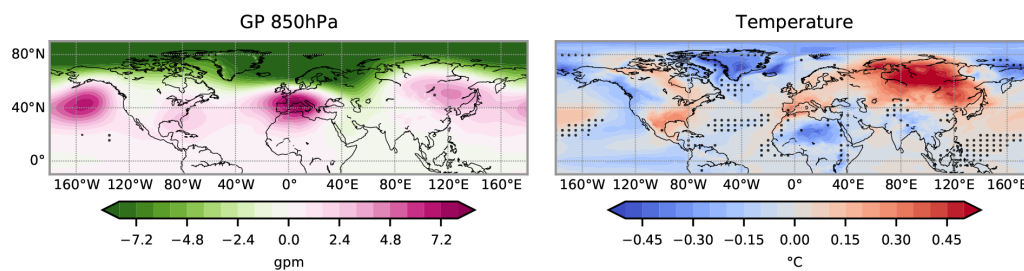 GP 850hPa
Temperature
80°N
40°N
0°
160°W 120°W 80°W 40°W 0° 40°E 80°E 120°E 160°E
160°W 120°W 80°W 40°W 0° 40°E 80°E 120°E 160°E
−7.2 −4.8 −2.4 0.0 2.4 4.8 7.2
gpm
−0.45 −0.30 −0.15 0.00 0.15 0.30 0.45
°C